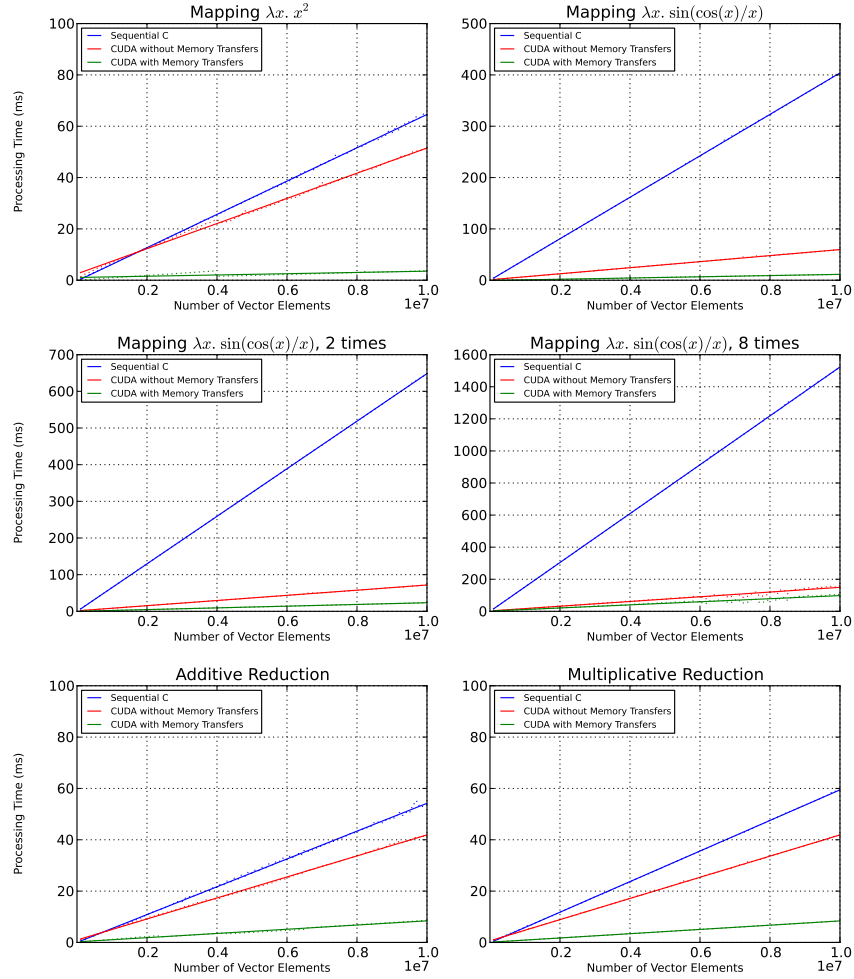 Mapping λx. x²
100
80
60
40
20
0
Processing Time (ms)
Sequential C
CUDA without Memory Transfers
CUDA with Memory Transfers
0.2 0.4 0.6 0.8 1.0
Number of Vector Elements
1e7
Mapping λx. sin(cos(x)/x)
500
400
300
200
100
0
Sequential C
CUDA without Memory Transfers
CUDA with Memory Transfers
0.2 0.4 0.6 0.8 1.0
Number of Vector Elements
1e7
Mapping λx. sin(cos(x)/x), 2 times
700
600
500
400
300
200
100
0
Processing Time (ms)
Sequential C
CUDA without Memory Transfers
CUDA with Memory Transfers
0.2 0.4 0.6 0.8 1.0
Number of Vector Elements
1e7
Mapping λx. sin(cos(x)/x), 8 times
1600
1400
1200
1000
800
600
400
200
0
Sequential C
CUDA without Memory Transfers
CUDA with Memory Transfers
0.2 0.4 0.6 0.8 1.0
Number of Vector Elements
1e7
Additive Reduction
100
80
60
40
20
0
Processing Time (ms)
Sequential C
CUDA without Memory Transfers
CUDA with Memory Transfers
0.2 0.4 0.6 0.8 1.0
Number of Vector Elements
1e7
Multiplicative Reduction
100
80
60
40
20
0
Sequential C
CUDA without Memory Transfers
CUDA with Memory Transfers
0.2 0.4 0.6 0.8 1.0
Number of Vector Elements
1e7